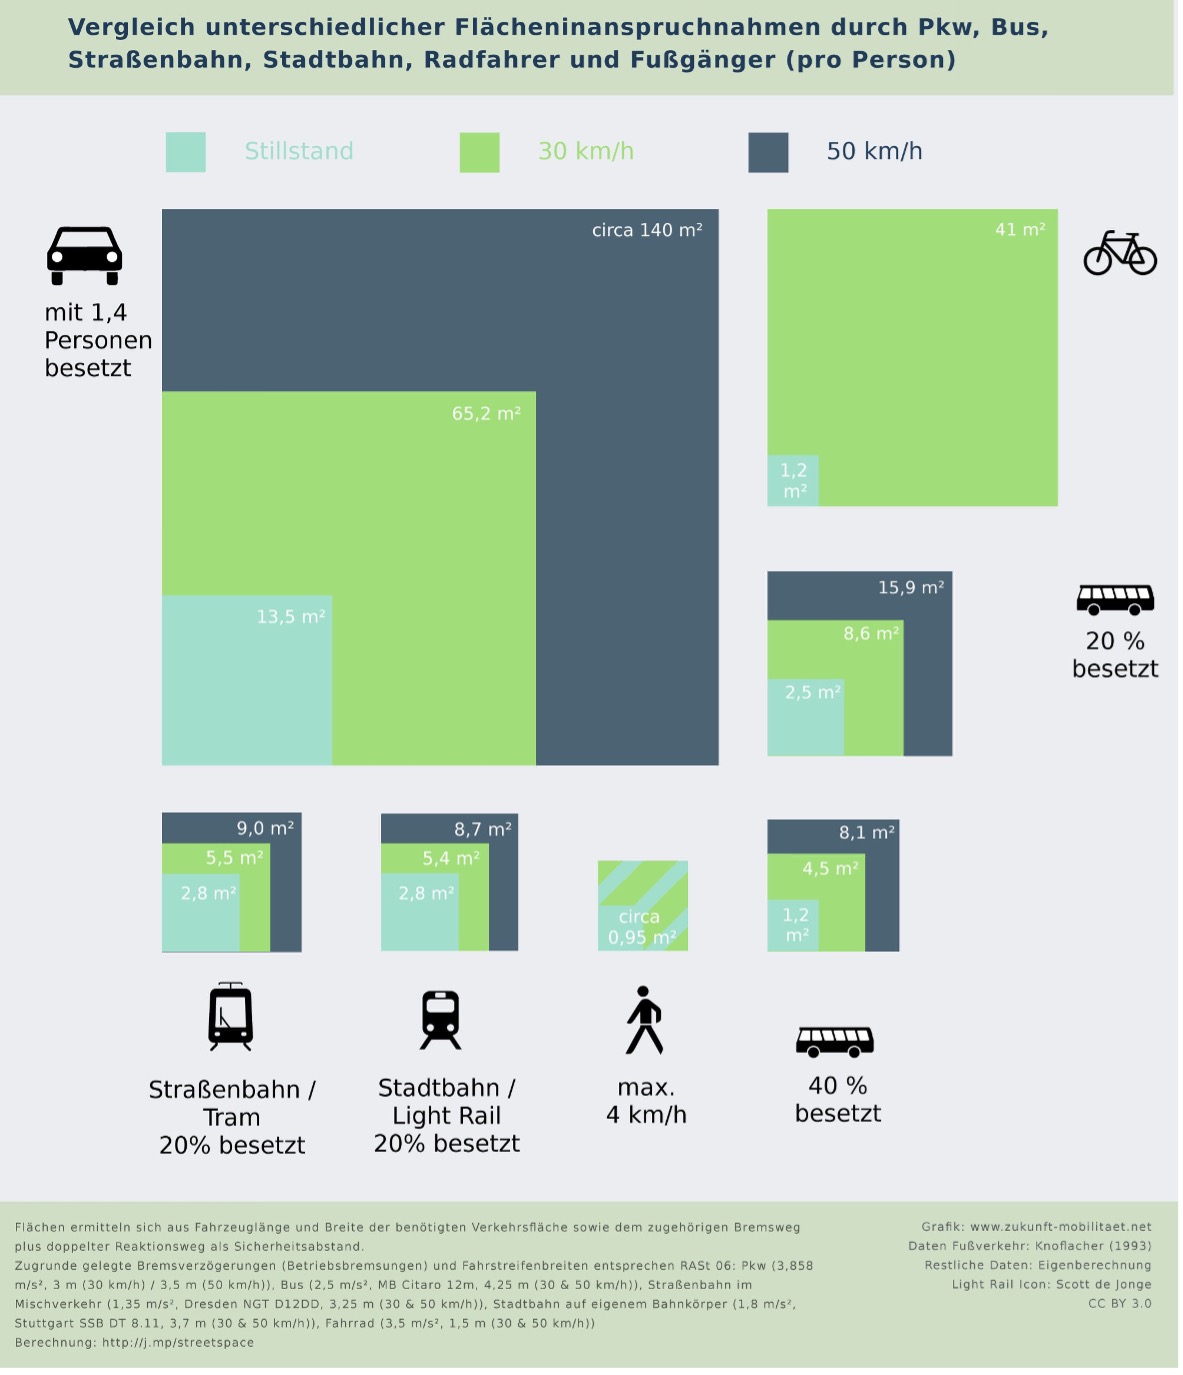 Vergleich unterschiedlicher Flächeninanspruchnahmen durch Pkw, Bus,
Straßenbahn, Stadtbahn, Radfahrer und Fußgänger (pro Person)
Stillstand
30 km/h
50 km/h
mit 1,4
Personen
besetzt
circa 140 m²
65,2 m²
13,5 m²
41 m²
1,2
m²
15,9 m²
8,6 m²
2,5 m²
20 %
besetzt
9,0 m²
5,5 m²
2,8 m²
8,7 m²
5,4 m²
2,8 m²
circa
0,95 m²
8,1 m²
4,5 m²
1,2
m²
Straßenbahn /
Tram
20% besetzt
Stadtbahn /
Light Rail
20% besetzt
max.
4 km/h
40 %
besetzt
Flächen ermitteln sich aus Fahrzeuglänge und Breite der benötigten Verkehrsfläche sowie dem zugehörigen Bremsweg
plus doppelter Reaktionsweg als Sicherheitsabstand.
Zugrunde gelegte Bremsverzögerungen (Betriebsbremsungen) und Fahrstreifenbreiten entsprechen RASt 06: Pkw (3,858
m/s², 3 m (30 km/h) / 3,5 m (50 km/h)), Bus (2,5 m/s², MB Citaro 12m, 4,25 m (30 & 50 km/h)), Straßenbahn im
Mischverkehr (1,35 m/s², Dresden NGT D12DD, 3,25 m (30 & 50 km/h)), Stadtbahn auf eigenem Bahnkörper (1,8 m/s²,
Stuttgart SSB DT 8.11, 3,7 m (30 & 50 km/h)), Fahrrad (3,5 m/s², 1,5 m (30 & 50 km/h))
Berechnung: http://j.mp/streetspace
Grafik: www.zukunft-mobilitaet.net
Daten Fußverkehr: Knoflacher (1993)
Restliche Daten: Eigenberechnung
Light Rail Icon: Scott de Jonge
CC BY 3.0